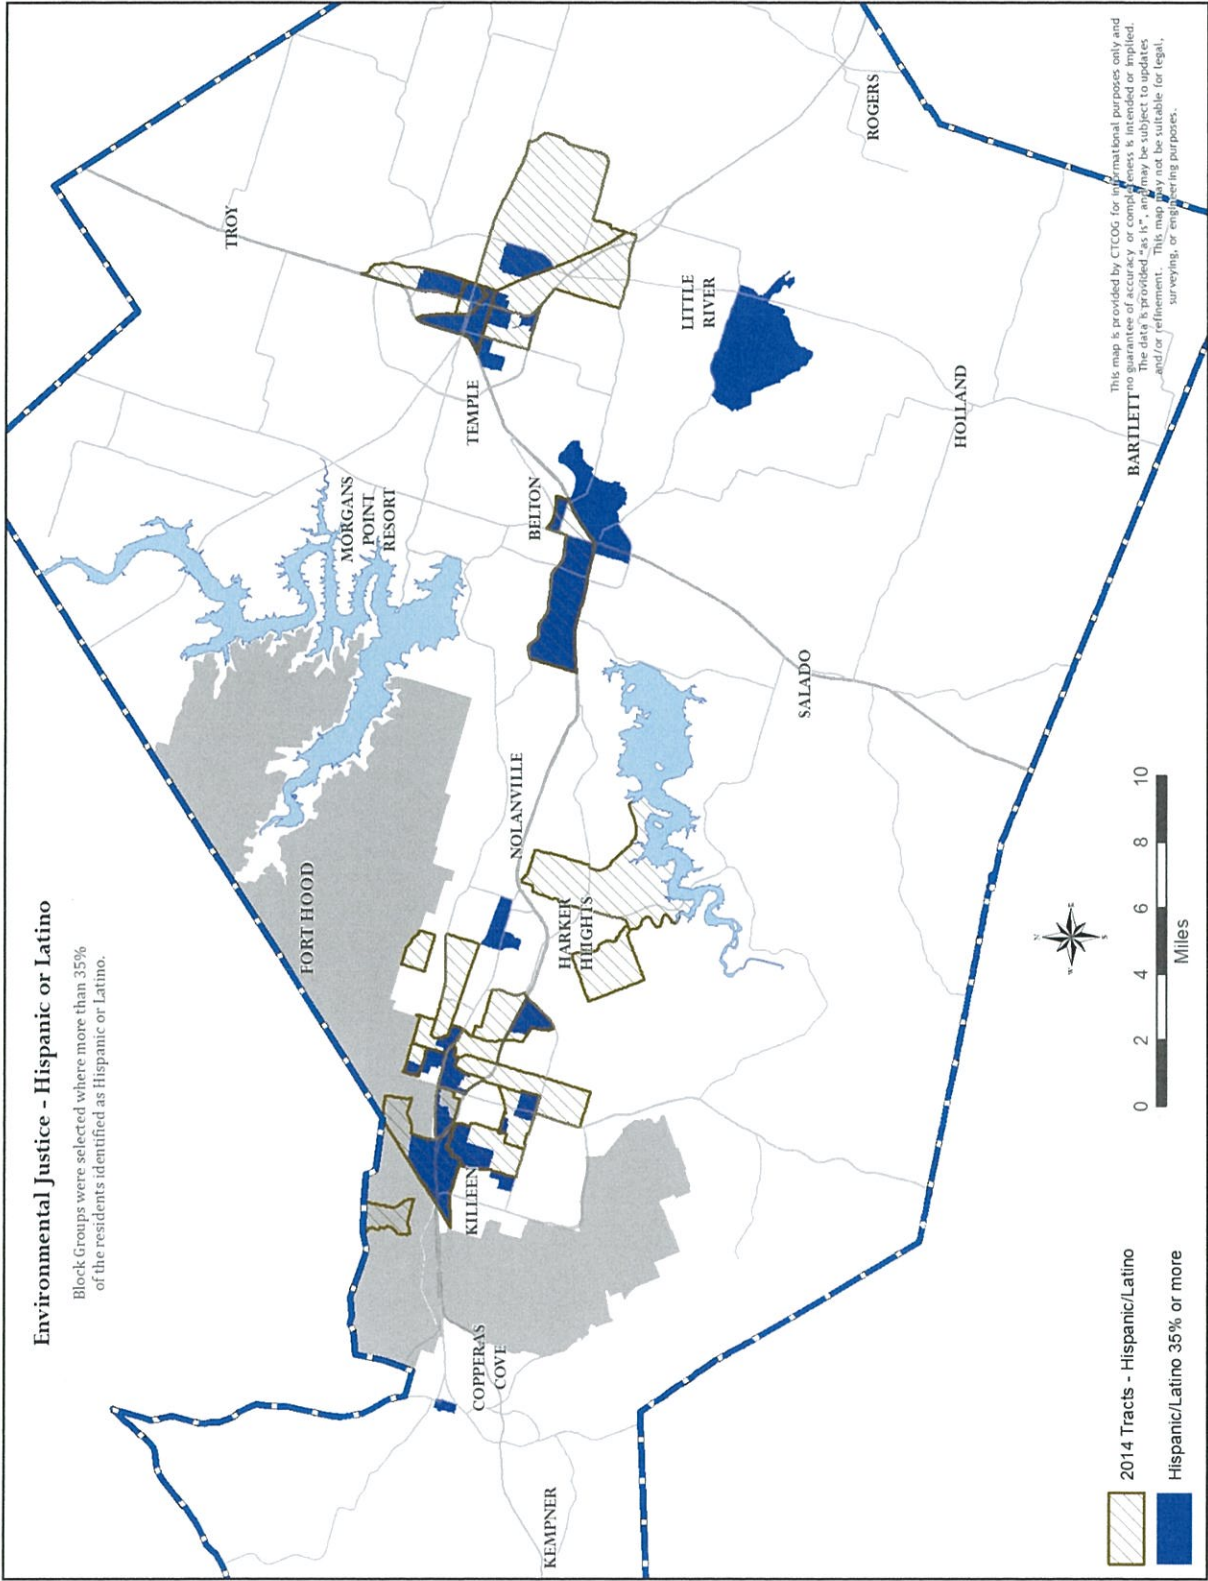 Environmental Justice - Hispanic or Latino
Block Groups were selected where more than 35%
of the residents identified as Hispanic or Latino.
FORT HOOD
MORGANS
POINT
RESORT
TROY
TEMPLE
BELTON
NOLANVILLE
HARKER
HEIGHTS
KILLEEN
COPPERAS
COVE
KEMPNER
LITTLE
RIVER
ROGERS
SALADO
HOLLAND
BARTLETT
N
W
E
S
0 2 4 6 8 10
Miles
2014 Tracts - Hispanic/Latino
Hispanic/Latino 35% or more
This map is provided by CTCOG for informational purposes only and
no guarantee of accuracy or completeness is intended or implied.
The data is provided "as is", and may be subject to updates
and/or refinement. This map may not be suitable for legal,
surveying, or engineering purposes.